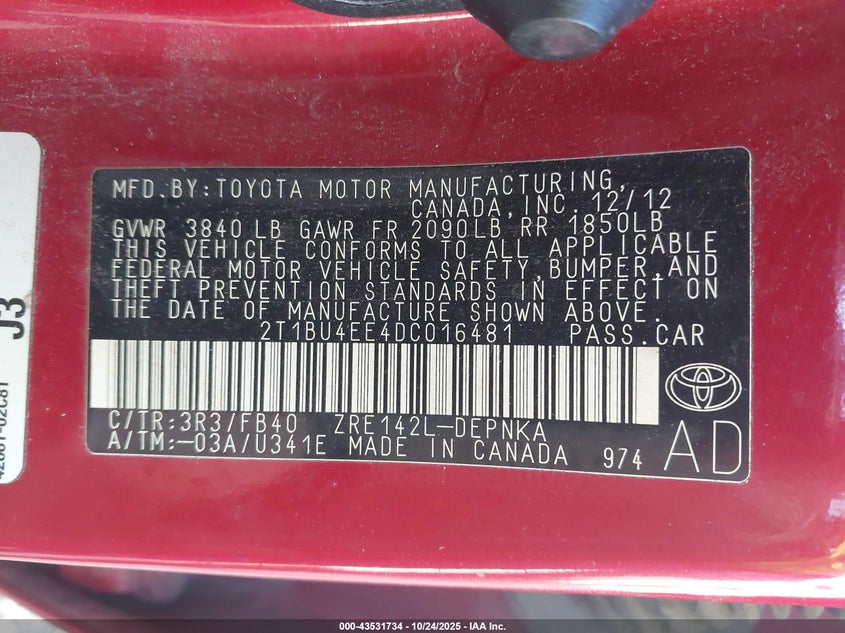 MFD.BY:TOYOTA MOTOR MANUFACTURING,
CANADA,INC. 12/12
GVWR 3840 LB GAWR FR 2090LB RR 1850LB
THIS VEHICLE CONFORMS TO ALL APPLICABLE
FEDERAL MOTOR VEHICLE SAFETY,BUMPER,AND
THEFT PREVENTION STANDARDS IN EFFECT ON
THE DATE OF MANUFACTURE SHOWN ABOVE.
2T1BU4EE4DC016481 PASS.CAR
C/TR:3R3/FB40 ZRE142L-DEPNKA
A/TM:-03A/U341E MADE IN CANADA 974
AD
J3
000-43531734 - 10/24/2025 - IAA Inc.